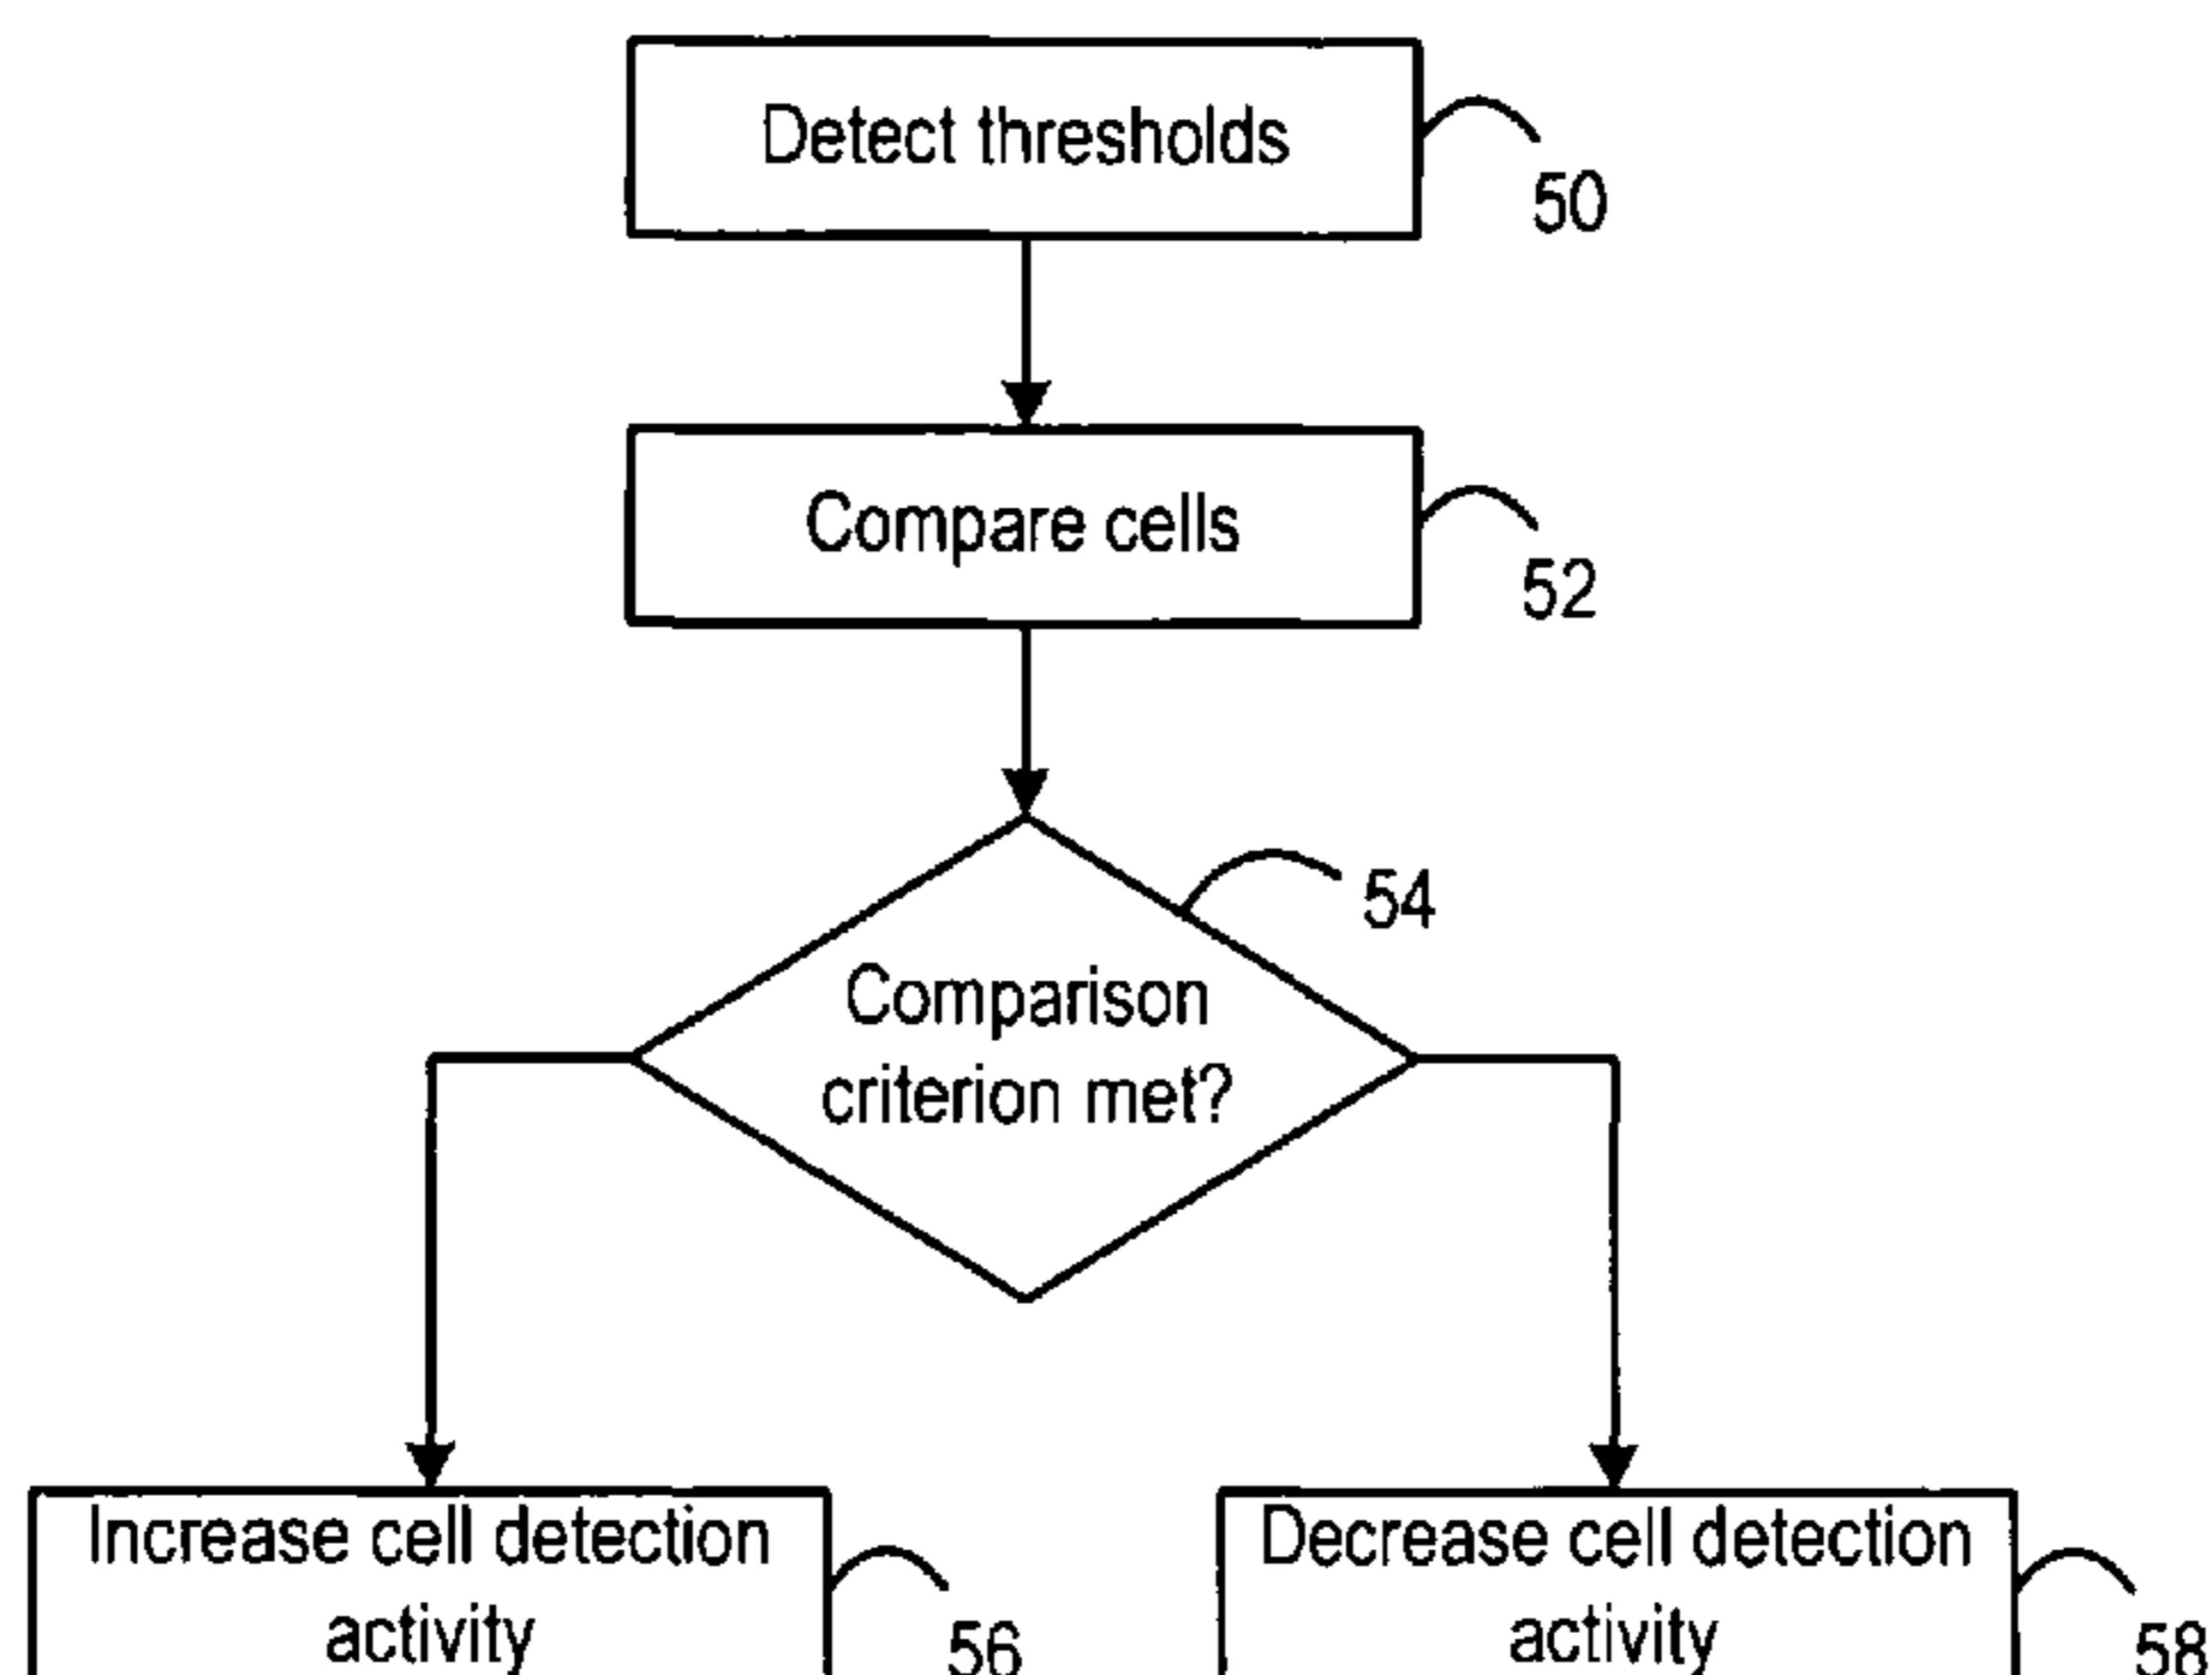 Detect thresholds
50
Compare cells
52
54
Comparison
criterion met?
Increase cell detection
activity
56
Decrease cell detection
activity
58